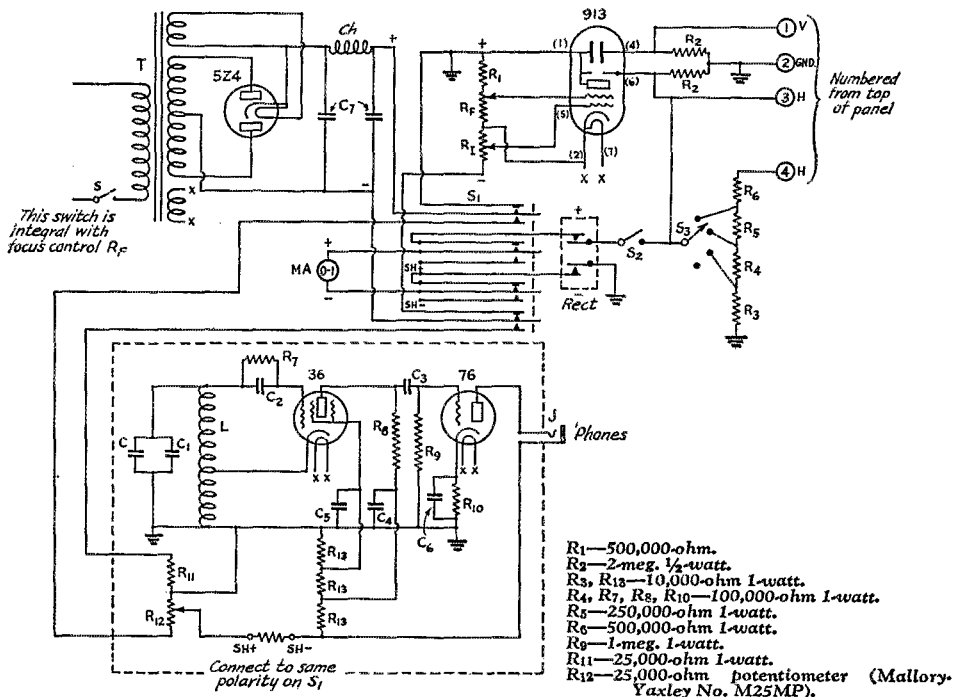 913
Ch
+
+
(1)
(4)
1 V
R2
T
5Z4
R1
2 GND.
R2
(6)
Numbered
from top
of panel
C7
RF
(5)
3 H
RI
(2)
(7)
X X
S
X
X
-
-
4 H
This switch is
integral with
focus control RF
S1
R6
+
S3
R5
+
MA
0-1
-
SH+
SH-
S2
R4
-
Rect
R3
R7
36
C3
76
C2
J
'Phones
L
R8
R9
C
C1
X X
X
X
C5
C4
C6
R10
R13
R11
R13
R12
R13
SH+
SH-
Connect to same
polarity on S1
R1—500,000-ohm.
R2—2-meg. ½-watt.
R3, R13—10,000-ohm 1-watt.
R4, R7, R8, R10—100,000-ohm 1-watt.
R5—250,000-ohm 1-watt.
R6—500,000-ohm 1-watt.
R9—1-meg. 1-watt.
R11—25,000-ohm 1-watt.
R12—25,000-ohm potentiometer (Mallory-
Yaxley No. M25MP).